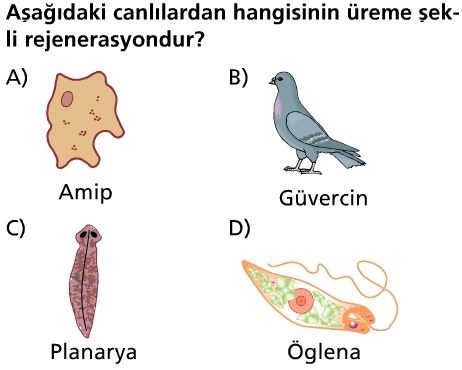 Aşağıdaki canlılardan hangisinin üreme şek-
li rejenerasyondur?
A)
B)
Amip
Güvercin
C)
D)
Planarya
Öglena